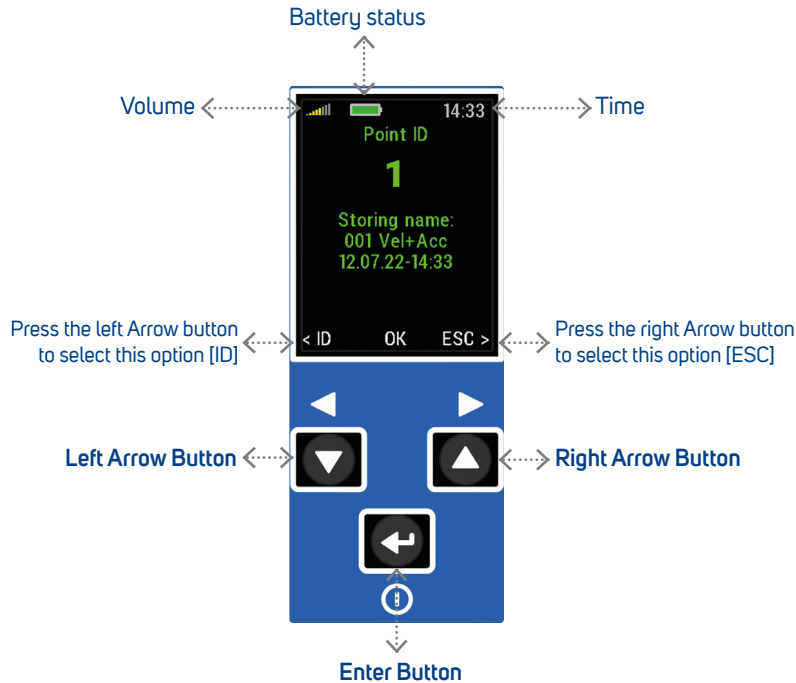 Battery status
Volume
Time
14:33
Point ID
1
Storing name:
001 Vel+Acc
12.07.22-14:33
Press the left Arrow button
to select this option [ID]
< ID OK ESC >
Press the right Arrow button
to select this option [ESC]
Left Arrow Button
Right Arrow Button
Enter Button